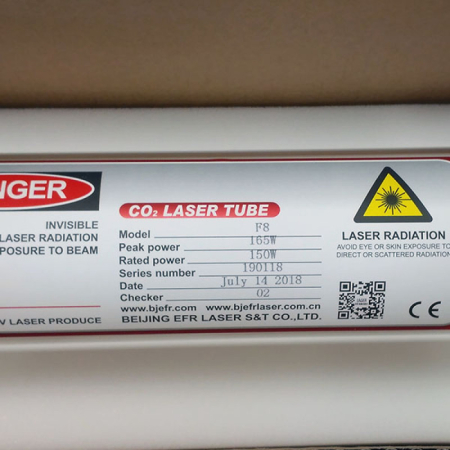 NGER
INVISIBLE
LASER RADIATION
POSURE TO BEAM
W LASER PRODUCE
CO₂ LASER TUBE
Model F8
Peak power 165W
Rated power 150W
Series number 190118
Date July 14 2018
Checker 02
www.bjefr.com www.bjefrlaser.com.cn
BEIJING EFR LASER S&T CO.,LTD.
LASER RADIATION
AVOID EYE OR SKIN EXPOSURE TO
DIRECT OR SCATTERED RADIATION
CE